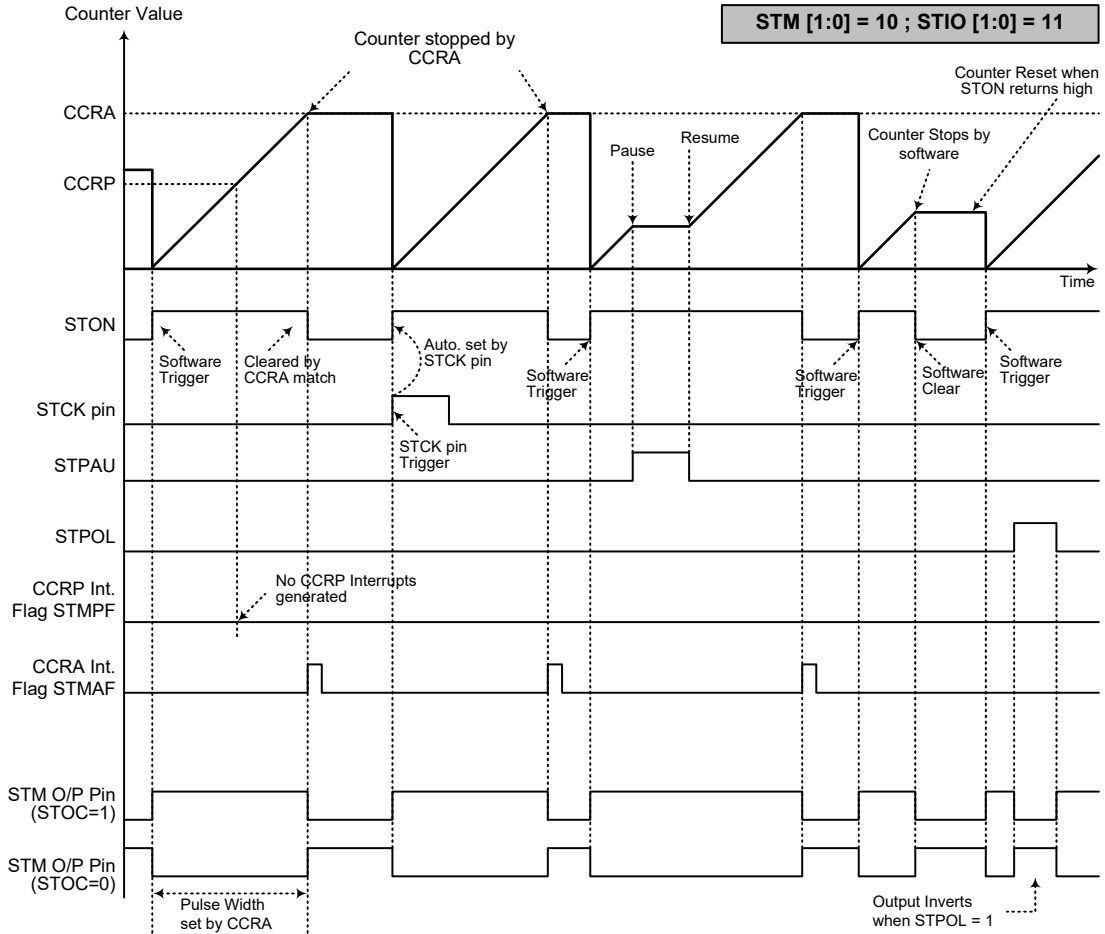 Counter Value
STM [1:0] = 10 ; STIO [1:0] = 11
Counter stopped by
CCRA
Counter Reset when
STON returns high
CCRA
Pause
Resume
Counter Stops by
software
CCRP
Time
STON
Software
Trigger
Cleared by
CCRA match
Auto. set by
STCK pin
Software
Trigger
Software
Trigger
Software
Clear
Software
Trigger
STCK pin
STCK pin
Trigger
STPAU
STPOL
CCRP Int.
Flag STMPF
No CCRP Interrupts
generated
CCRA Int.
Flag STMAF
STM O/P Pin
(STOC=1)
STM O/P Pin
(STOC=0)
Pulse Width
set by CCRA
Output Inverts
when STPOL = 1